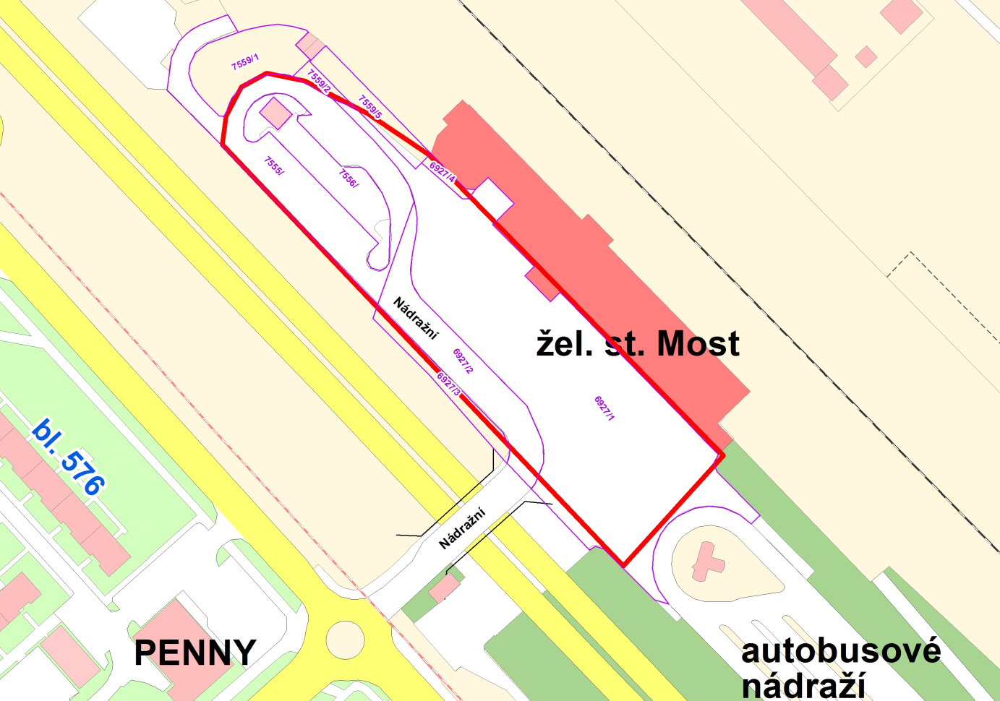 7559/1
7559/2
7559/5
6927/4
7555/
7556/
Nádražní
žel. st. Most
6927/2
6927/3
6927/1
bl. 576
Nádražní
PENNY
autobusové
nádraží